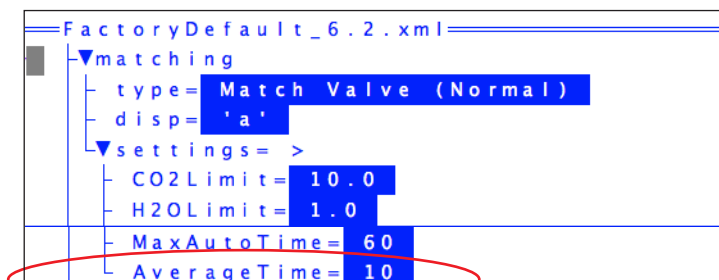 FactoryDefault_6.2.xml
matching
type= Match Valve (Normal)
disp= 'a'
settings= >
CO2Limit= 10.0
H2OLimit= 1.0
MaxAutoTime= 60
AverageTime= 10